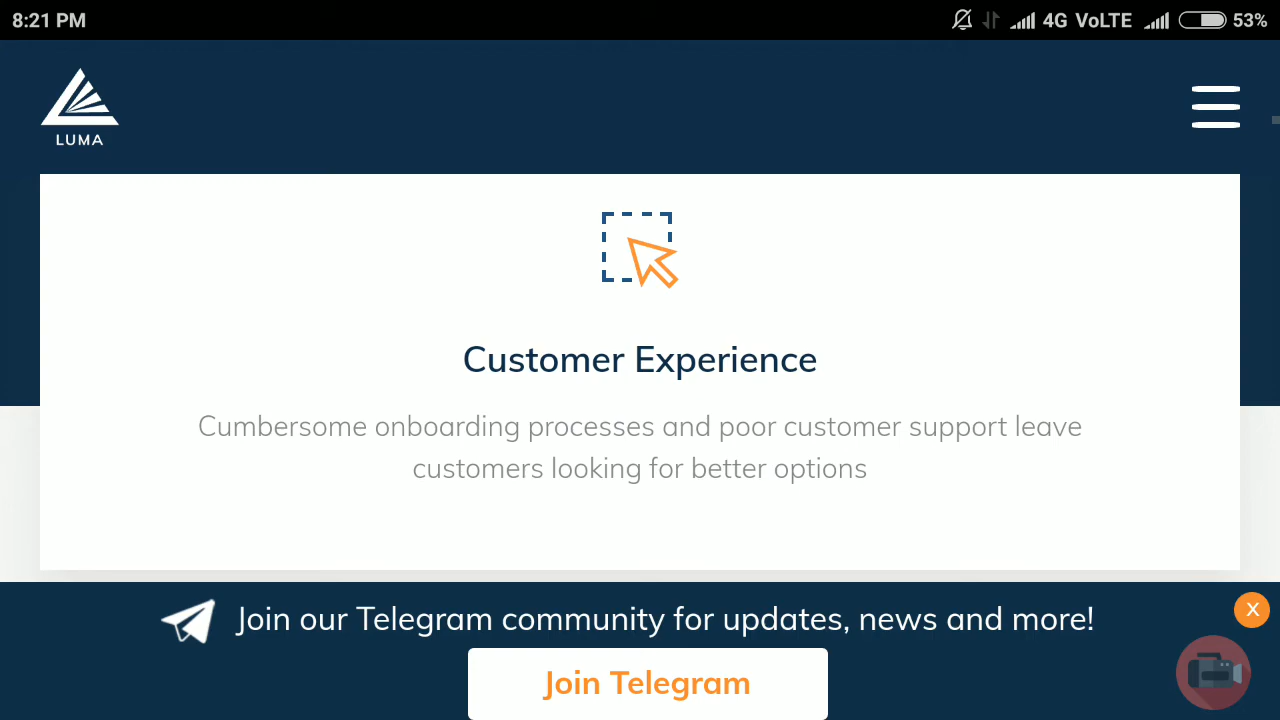 8:21 PM
4G VoLTE
53%
LUMA
Customer Experience
Cumbersome onboarding processes and poor customer support leave
customers looking for better options
Join our Telegram community for updates, news and more!
X
Join Telegram